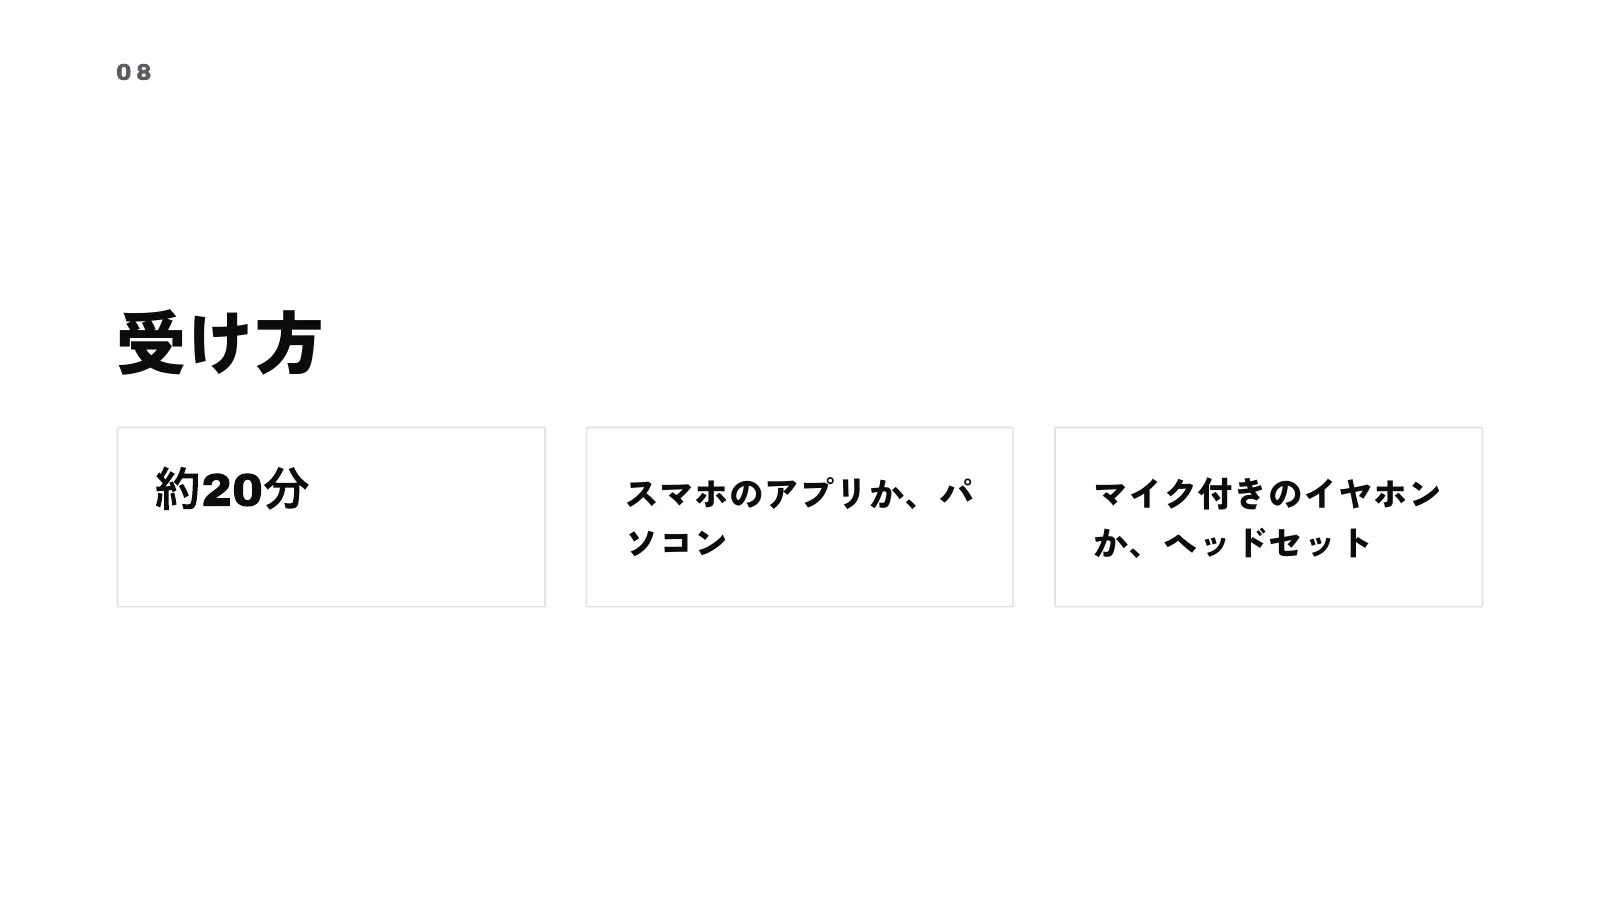 08
受け方
約20分
スマホのアプリか、パ
ソコン
マイク付きのイヤホン
か、ヘッドセット